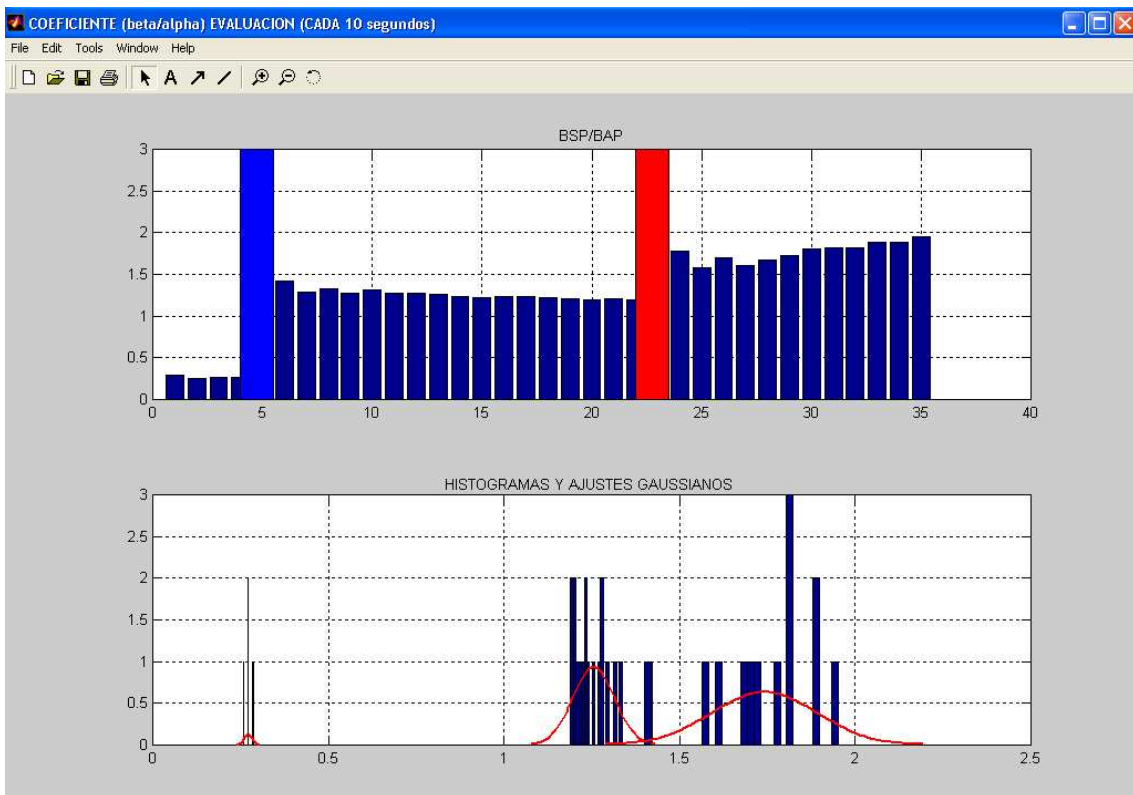 COEFICIENTE (beta/alpha) EVALUACION (CADA 10 segundos)
File Edit Tools Window Help
A
BSP/BAP
3
2.5
2
1.5
1
0.5
0
0 5 10 15 20 25 30 35 40
HISTOGRAMAS Y AJUSTES GAUSSIANOS
3
2.5
2
1.5
1
0.5
0
0 0.5 1 1.5 2 2.5